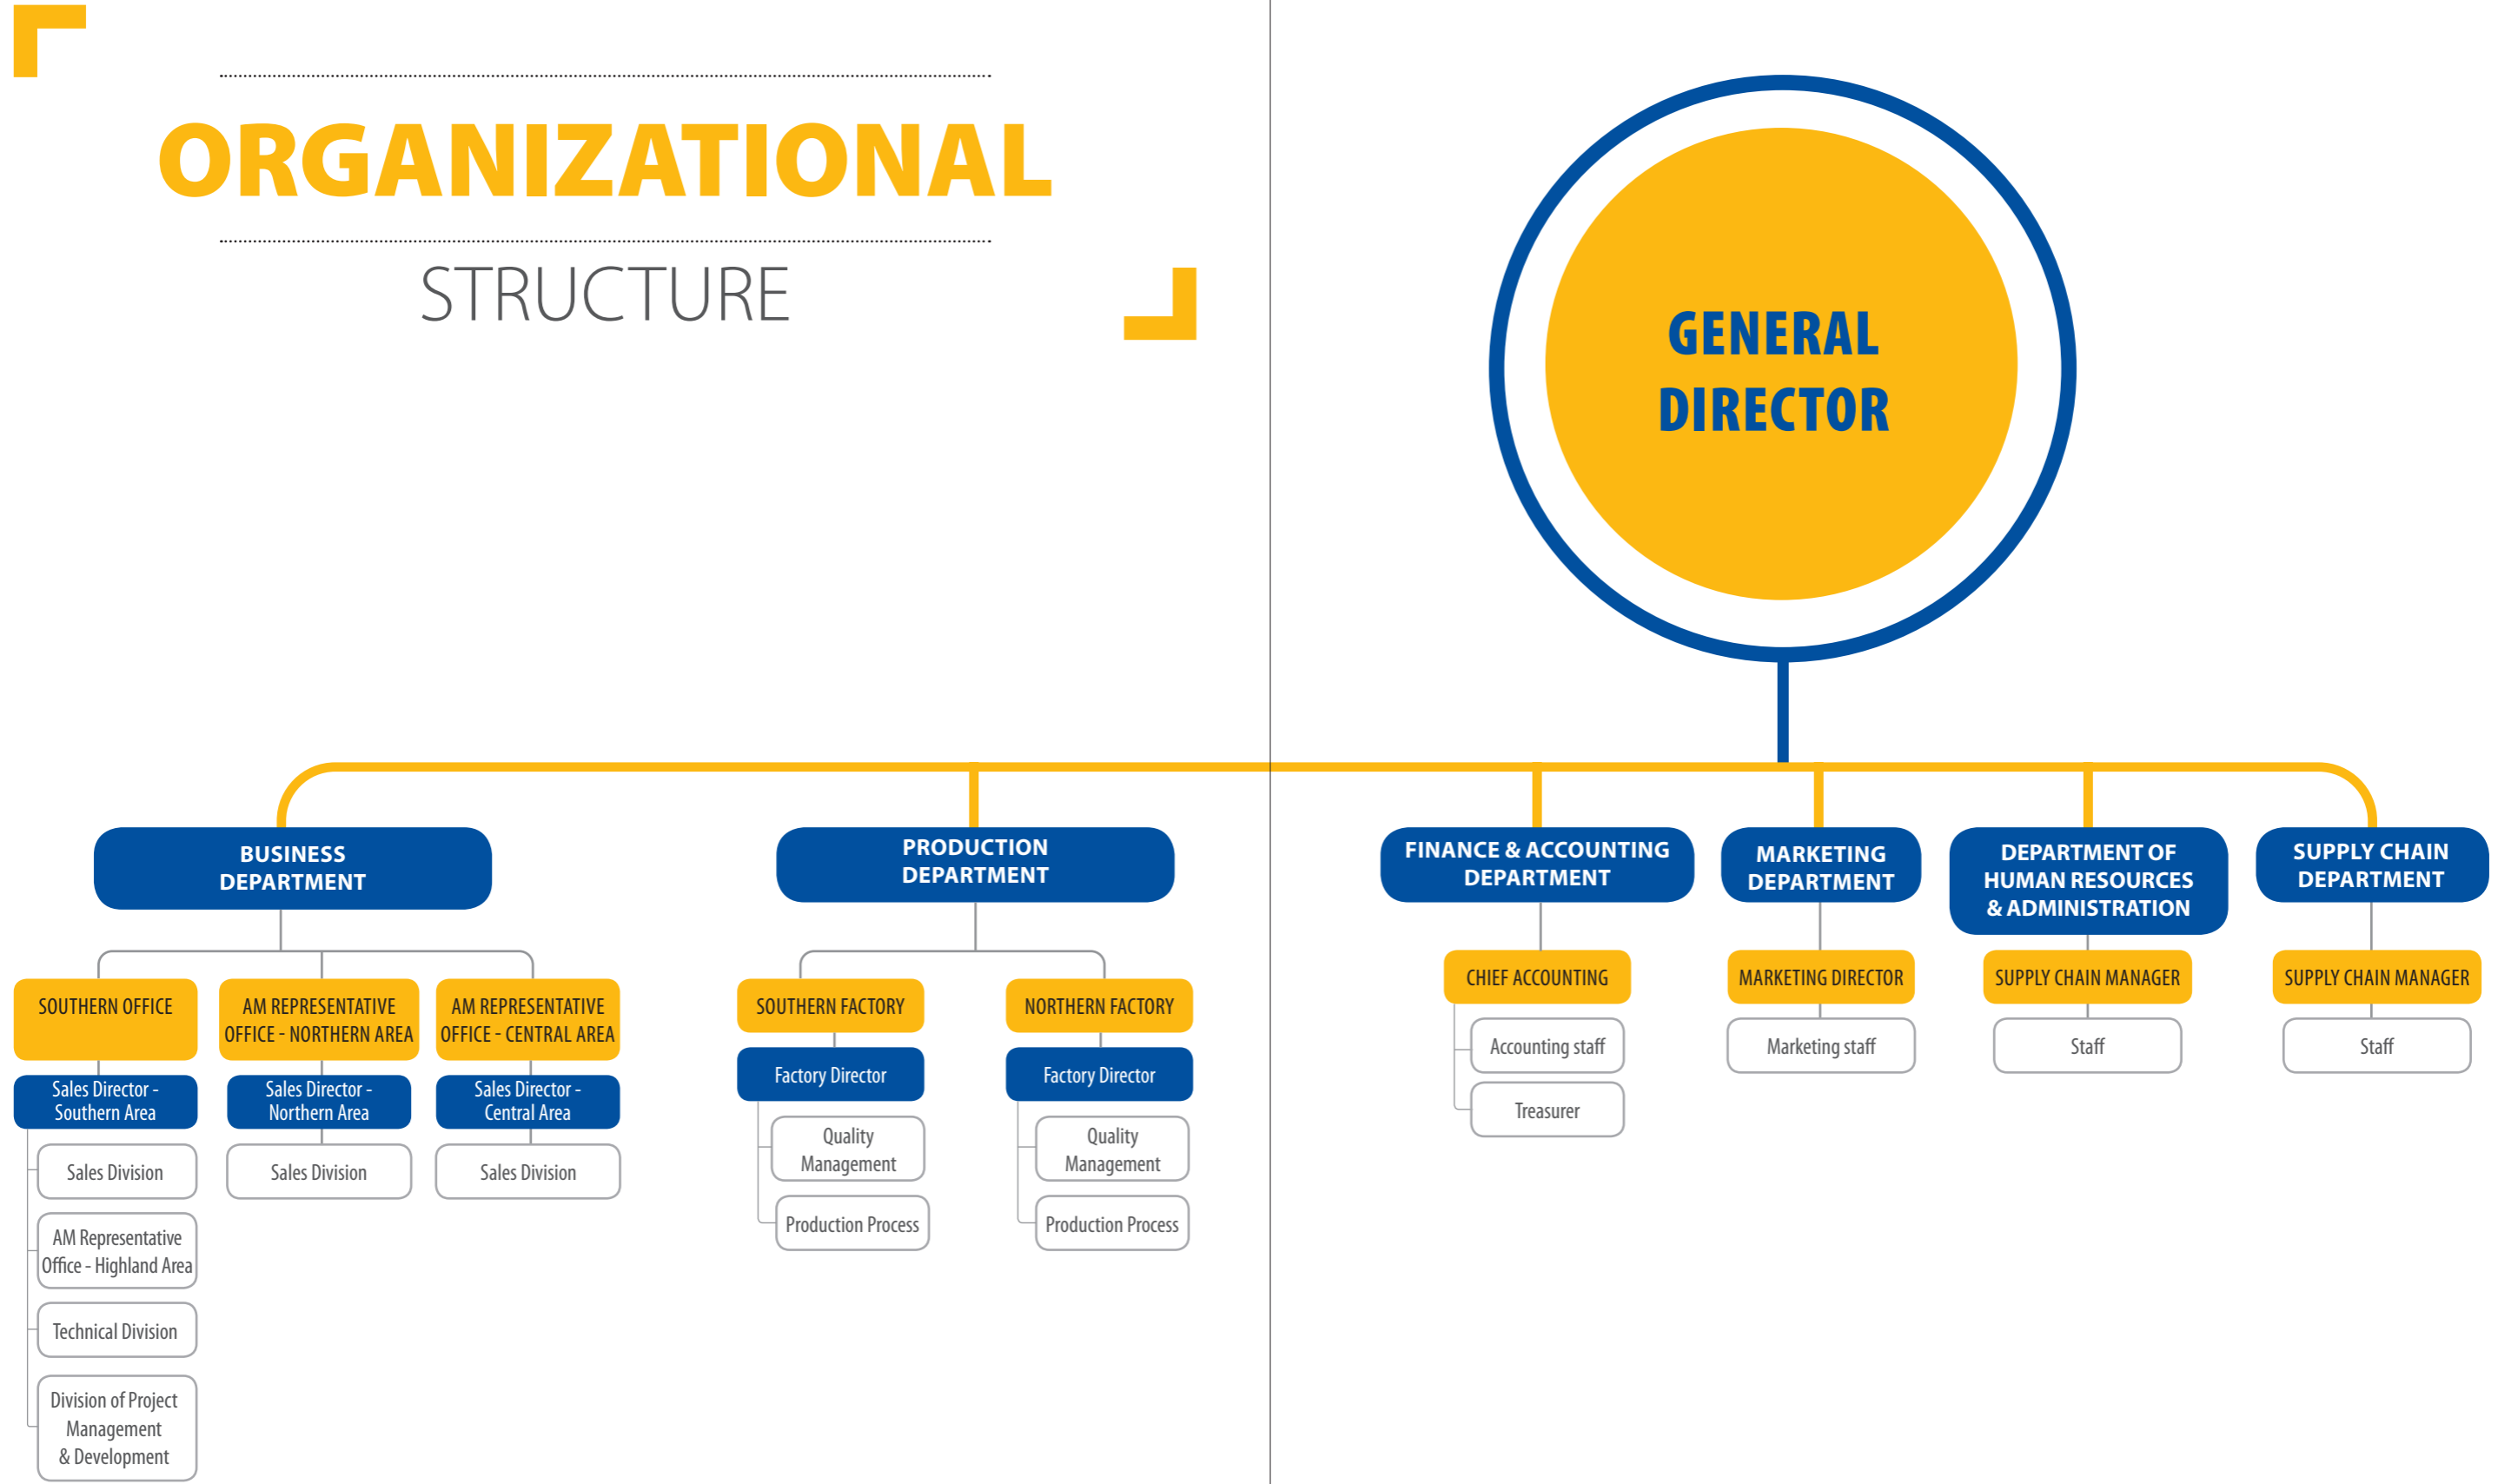 ORGANIZATIONAL
STRUCTURE
GENERAL
DIRECTOR
BUSINESS
DEPARTMENT
SOUTHERN OFFICE
Sales Director -
Southern Area
Sales Division
AM Representative
Office - Highland Area
Technical Division
Division of Project
Management
& Development
AM REPRESENTATIVE
OFFICE - NORTHERN AREA
Sales Director -
Northern Area
Sales Division
AM REPRESENTATIVE
OFFICE - CENTRAL AREA
Sales Director -
Central Area
Sales Division
PRODUCTION
DEPARTMENT
SOUTHERN FACTORY
Factory Director
Quality
Management
Production Process
NORTHERN FACTORY
Factory Director
Quality
Management
Production Process
FINANCE & ACCOUNTING
DEPARTMENT
CHIEF ACCOUNTING
Accounting staff
Treasurer
MARKETING
DEPARTMENT
MARKETING DIRECTOR
Marketing staff
DEPARTMENT OF
HUMAN RESOURCES
& ADMINISTRATION
SUPPLY CHAIN MANAGER
Staff
SUPPLY CHAIN
DEPARTMENT
SUPPLY CHAIN MANAGER
Staff